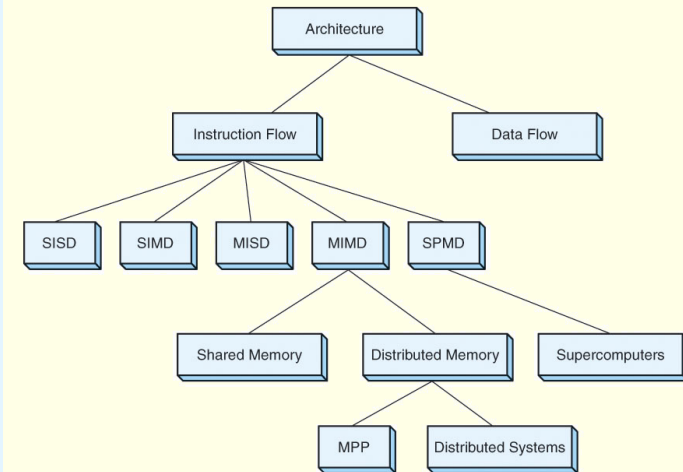 Architecture
Instruction Flow
Data Flow
SISD
SIMD
MISD
MIMD
SPMD
Shared Memory
Distributed Memory
Supercomputers
MPP
Distributed Systems